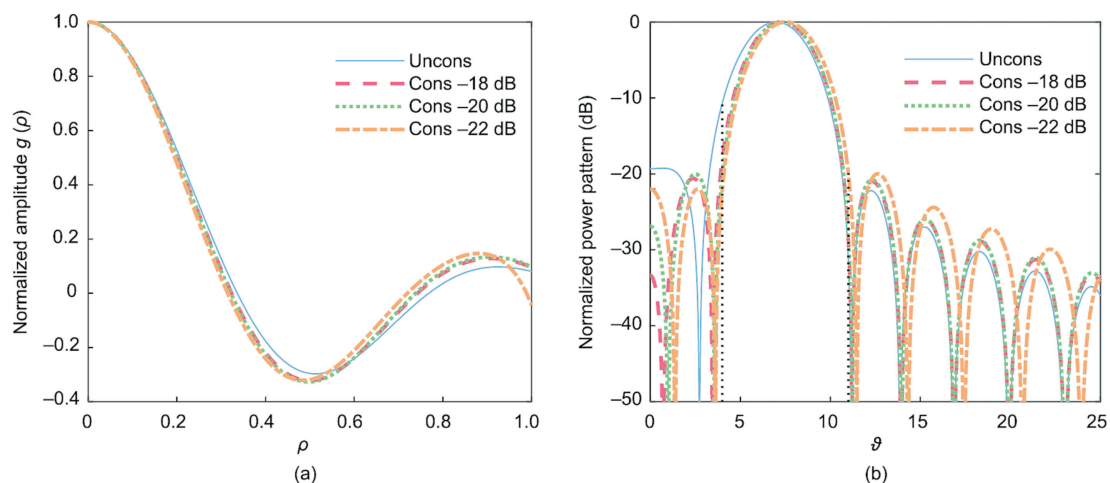 1.0
0.8
0.6
0.4
0.2
0
–0.2
–0.4
Normalized amplitude g (ρ)
Uncons
Cons –18 dB
Cons –20 dB
Cons –22 dB
0 0.2 0.4 0.6 0.8 1.0
ρ
(a)
0
–10
–20
–30
–40
–50
Normalized power pattern (dB)
Uncons
Cons –18 dB
Cons –20 dB
Cons –22 dB
0 5 10 15 20 25
ϑ
(b)